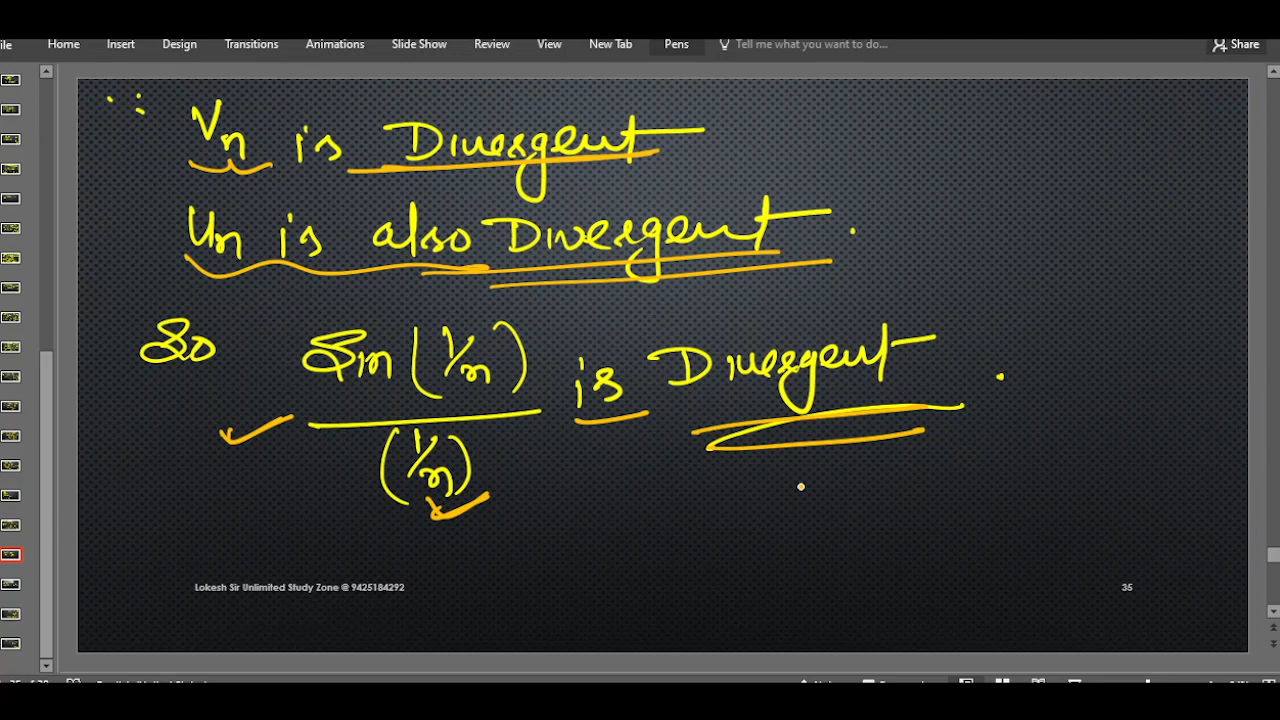 ile Home Insert Design Transitions Animations Slide Show Review View New Tab Pens Tell me what you want to do... Share
∵ Vn is Divergent
Un is also Divergent.
So Sin(1/n) is Divergent.
(1/n)
Lokesh Sir Unlimited Study Zone @ 9425184292 35